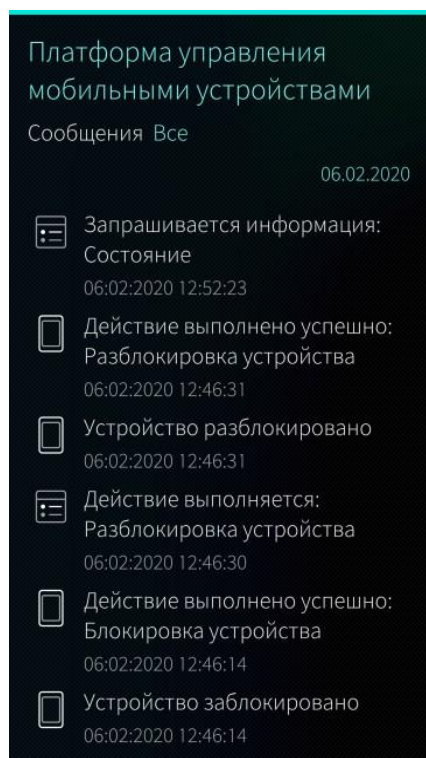 Платформа управления
мобильными устройствами
Сообщения Все
06.02.2020
Запрашивается информация:
Состояние
06:02:2020 12:52:23
Действие выполнено успешно:
Разблокировка устройства
06:02:2020 12:46:31
Устройство разблокировано
06:02:2020 12:46:31
Действие выполняется:
Разблокировка устройства
06:02:2020 12:46:30
Действие выполнено успешно:
Блокировка устройства
06:02:2020 12:46:14
Устройство заблокировано
06:02:2020 12:46:14